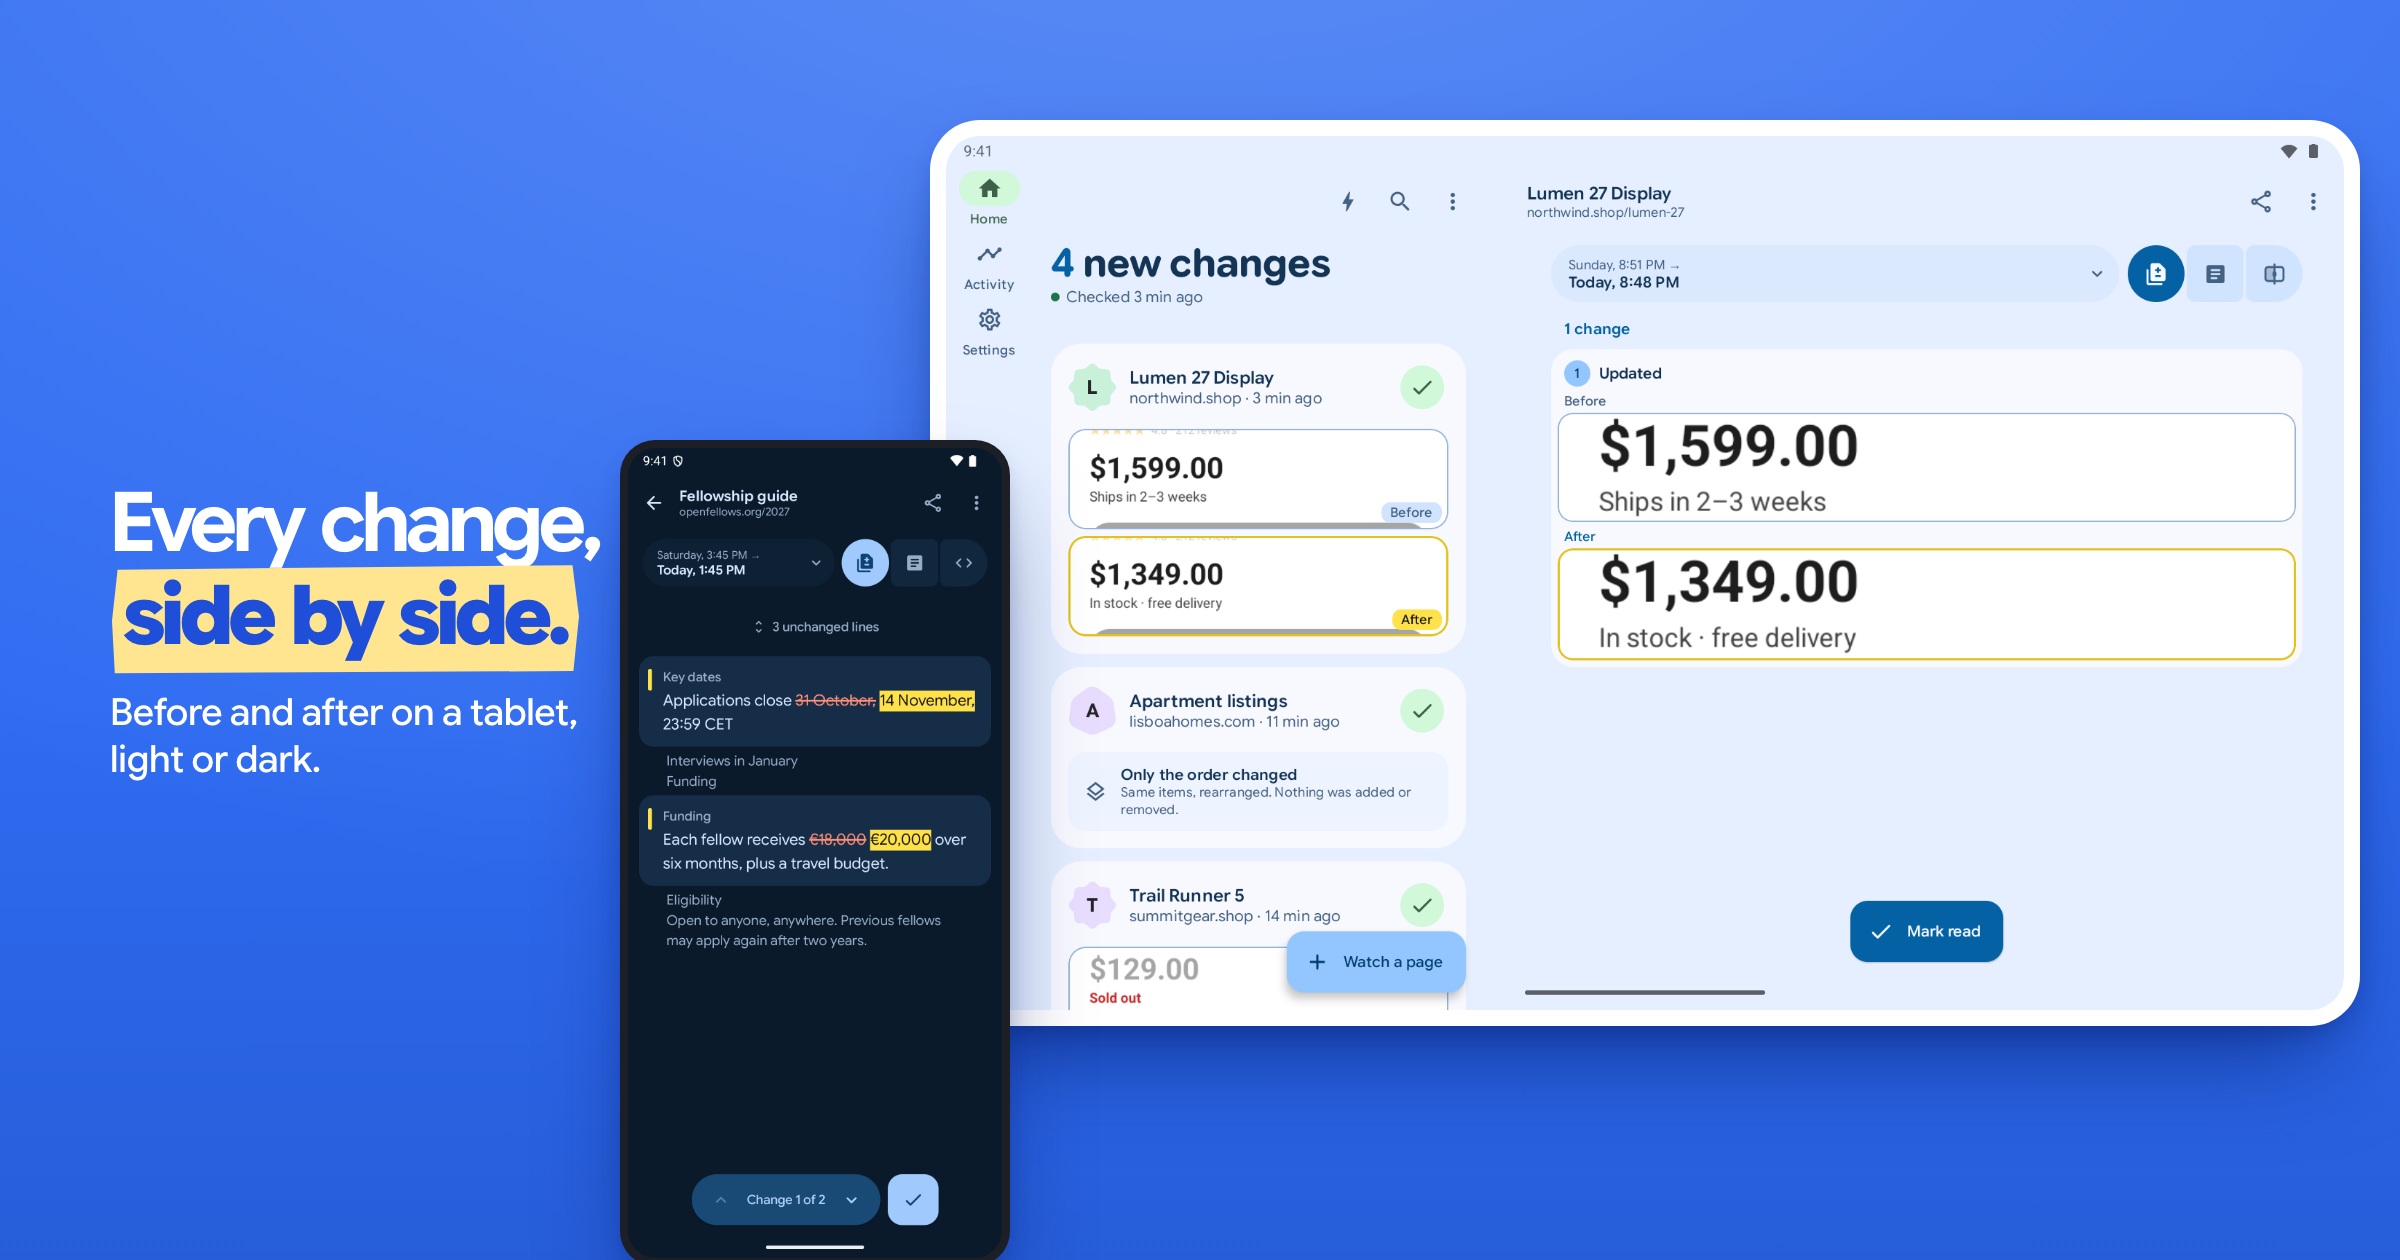 Every change,
side by side.
Before and after on a tablet,
light or dark.
9:41
Fellowship guide
openfellows.org/2027
Saturday, 3:45 PM →
Today, 1:45 PM
3 unchanged lines
Key dates
Applications close 31 October, 14 November,
23:59 CET
Interviews in January
Funding
Funding
Each fellow receives €18,000 €20,000 over
six months, plus a travel budget.
Eligibility
Open to anyone, anywhere. Previous fellows
may apply again after two years.
Change 1 of 2
9:41
Home
Activity
Settings
4 new changes
Checked 3 min ago
L
Lumen 27 Display
northwind.shop · 3 min ago
$1,599.00
Ships in 2–3 weeks
Before
$1,349.00
In stock · free delivery
After
A
Apartment listings
lisboahomes.com · 11 min ago
Only the order changed
Same items, rearranged. Nothing was added or
removed.
T
Trail Runner 5
summitgear.shop · 14 min ago
$129.00
Sold out
Watch a page
Lumen 27 Display
northwind.shop/lumen-27
Sunday, 8:51 PM →
Today, 8:48 PM
1 change
1 Updated
Before
$1,599.00
Ships in 2–3 weeks
After
$1,349.00
In stock · free delivery
Mark read